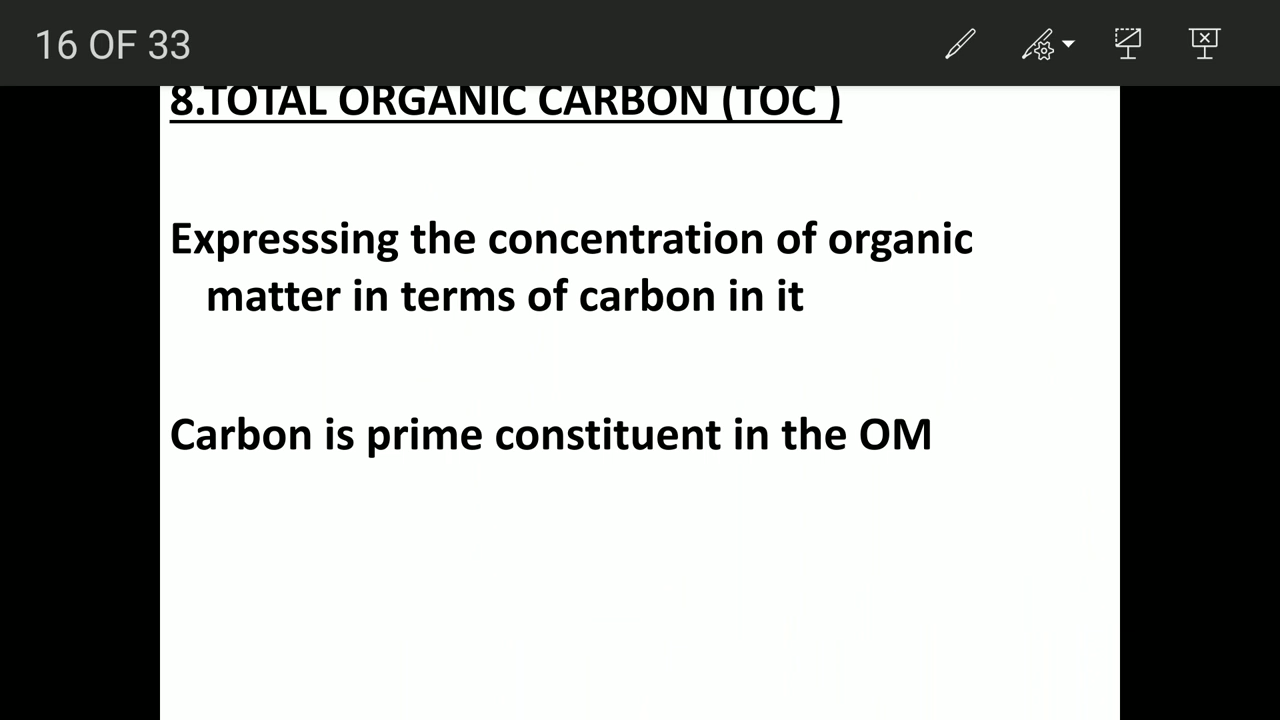 16 OF 33
8.TOTAL ORGANIC CARBON (TOC )
Expresssing the concentration of organic
matter in terms of carbon in it
Carbon is prime constituent in the OM